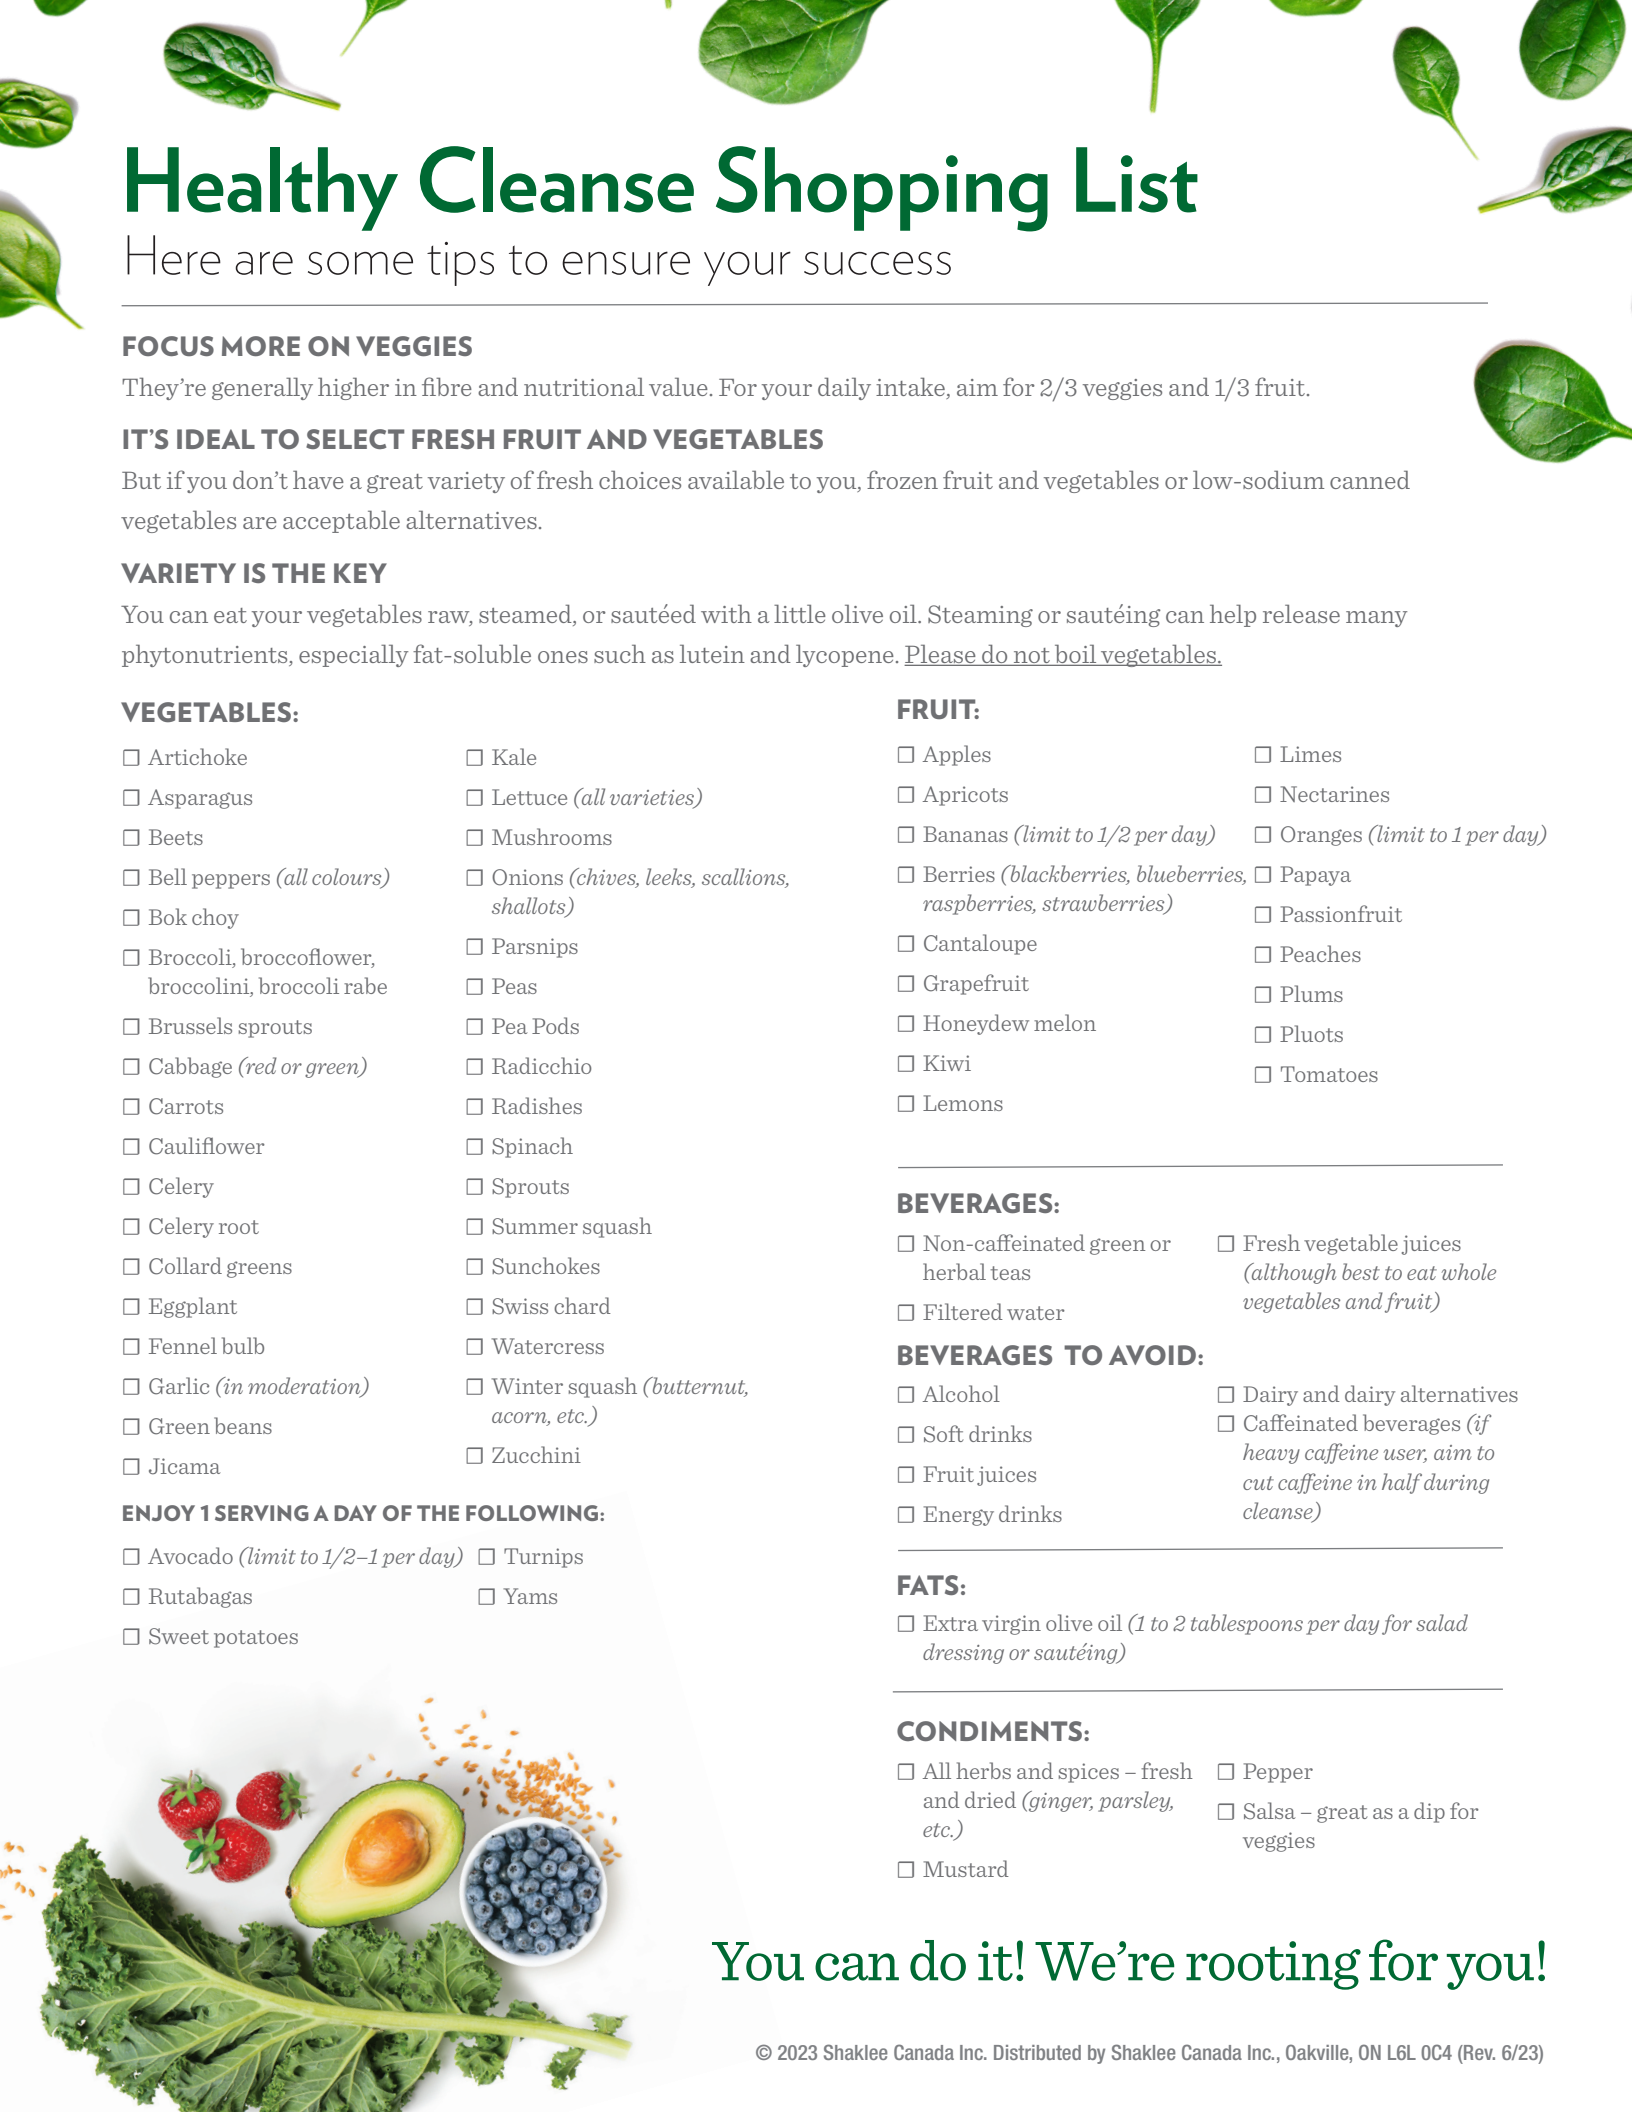 Healthy Cleanse Shopping List
Here are some tips to ensure your success
FOCUS MORE ON VEGGIES
They’re generally higher in fibre and nutritional value. For your daily intake, aim for 2/3 veggies and 1/3 fruit.
IT’S IDEAL TO SELECT FRESH FRUIT AND VEGETABLES
But if you don’t have a great variety of fresh choices available to you, frozen fruit and vegetables or low-sodium canned
vegetables are acceptable alternatives.
VARIETY IS THE KEY
You can eat your vegetables raw, steamed, or sautéed with a little olive oil. Steaming or sautéing can help release many
phytonutrients, especially fat-soluble ones such as lutein and lycopene. Please do not boil vegetables.
VEGETABLES:
❒ Artichoke
❒ Asparagus
❒ Beets
❒ Bell peppers (all colours)
❒ Bok choy
❒ Broccoli, broccoflower,
broccolini, broccoli rabe
❒ Brussels sprouts
❒ Cabbage (red or green)
❒ Carrots
❒ Cauliflower
❒ Celery
❒ Celery root
❒ Collard greens
❒ Eggplant
❒ Fennel bulb
❒ Garlic (in moderation)
❒ Green beans
❒ Jicama
❒ Kale
❒ Lettuce (all varieties)
❒ Mushrooms
❒ Onions (chives, leeks, scallions,
shallots)
❒ Parsnips
❒ Peas
❒ Pea Pods
❒ Radicchio
❒ Radishes
❒ Spinach
❒ Sprouts
❒ Summer squash
❒ Sunchokes
❒ Swiss chard
❒ Watercress
❒ Winter squash (butternut,
acorn, etc.)
❒ Zucchini
ENJOY 1 SERVING A DAY OF THE FOLLOWING:
❒ Avocado (limit to 1/2–1 per day)
❒ Rutabagas
❒ Sweet potatoes
❒ Turnips
❒ Yams
FRUIT:
❒ Apples
❒ Apricots
❒ Bananas (limit to 1/2 per day)
❒ Berries (blackberries, blueberries,
raspberries, strawberries)
❒ Cantaloupe
❒ Grapefruit
❒ Honeydew melon
❒ Kiwi
❒ Lemons
❒ Limes
❒ Nectarines
❒ Oranges (limit to 1 per day)
❒ Papaya
❒ Passionfruit
❒ Peaches
❒ Plums
❒ Pluots
❒ Tomatoes
BEVERAGES:
❒ Non-caffeinated green or
herbal teas
❒ Filtered water
❒ Fresh vegetable juices
(although best to eat whole
vegetables and fruit)
BEVERAGES TO AVOID:
❒ Alcohol
❒ Soft drinks
❒ Fruit juices
❒ Energy drinks
❒ Dairy and dairy alternatives
❒ Caffeinated beverages (if
heavy caffeine user, aim to
cut caffeine in half during
cleanse)
FATS:
❒ Extra virgin olive oil (1 to 2 tablespoons per day for salad
dressing or sautéing)
CONDIMENTS:
❒ All herbs and spices – fresh
and dried (ginger, parsley,
etc.)
❒ Mustard
❒ Pepper
❒ Salsa – great as a dip for
veggies
You can do it! We’re rooting for you!
© 2023 Shaklee Canada Inc. Distributed by Shaklee Canada Inc., Oakville, ON L6L 0C4 (Rev. 6/23)